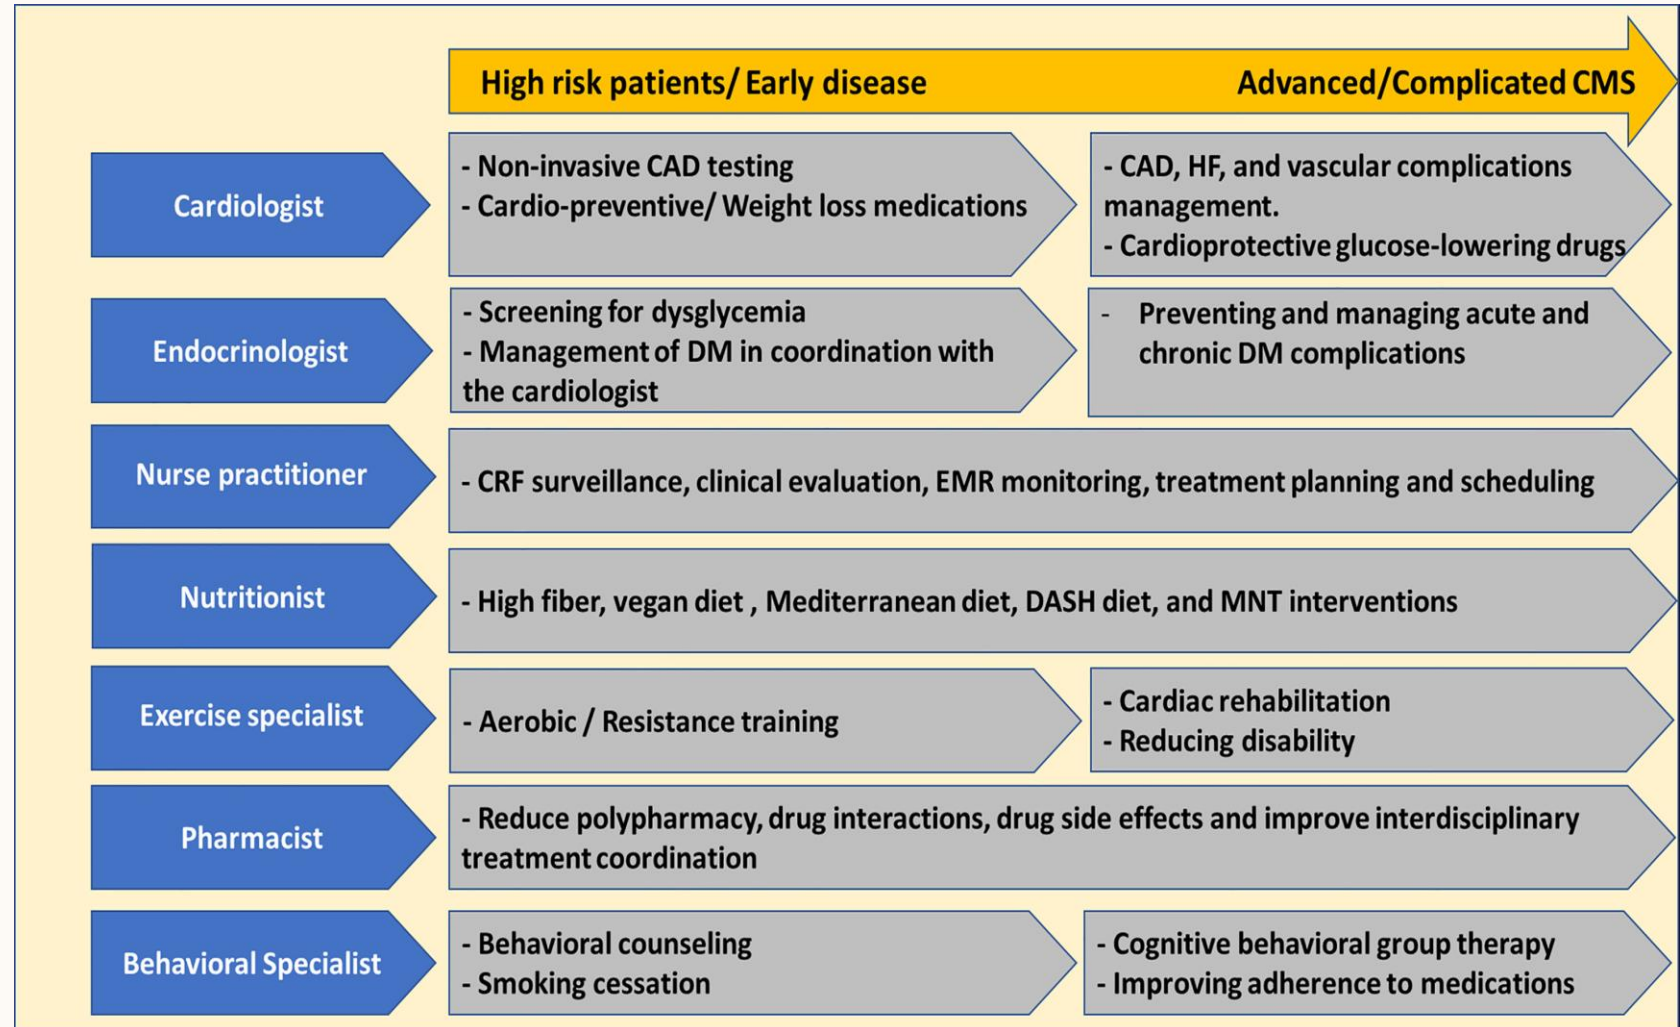 High risk patients/ Early disease
Advanced/Complicated CMS
Cardiologist
- Non-invasive CAD testing
- Cardio-preventive/ Weight loss medications
- CAD, HF, and vascular complications
management.
- Cardioprotective glucose-lowering drugs
Endocrinologist
- Screening for dysglycemia
- Management of DM in coordination with
the cardiologist
- Preventing and managing acute and
chronic DM complications
Nurse practitioner
- CRF surveillance, clinical evaluation, EMR monitoring, treatment planning and scheduling
Nutritionist
- High fiber, vegan diet , Mediterranean diet, DASH diet, and MNT interventions
Exercise specialist
- Aerobic / Resistance training
- Cardiac rehabilitation
- Reducing disability
Pharmacist
- Reduce polypharmacy, drug interactions, drug side effects and improve interdisciplinary
treatment coordination
Behavioral Specialist
- Behavioral counseling
- Smoking cessation
- Cognitive behavioral group therapy
- Improving adherence to medications